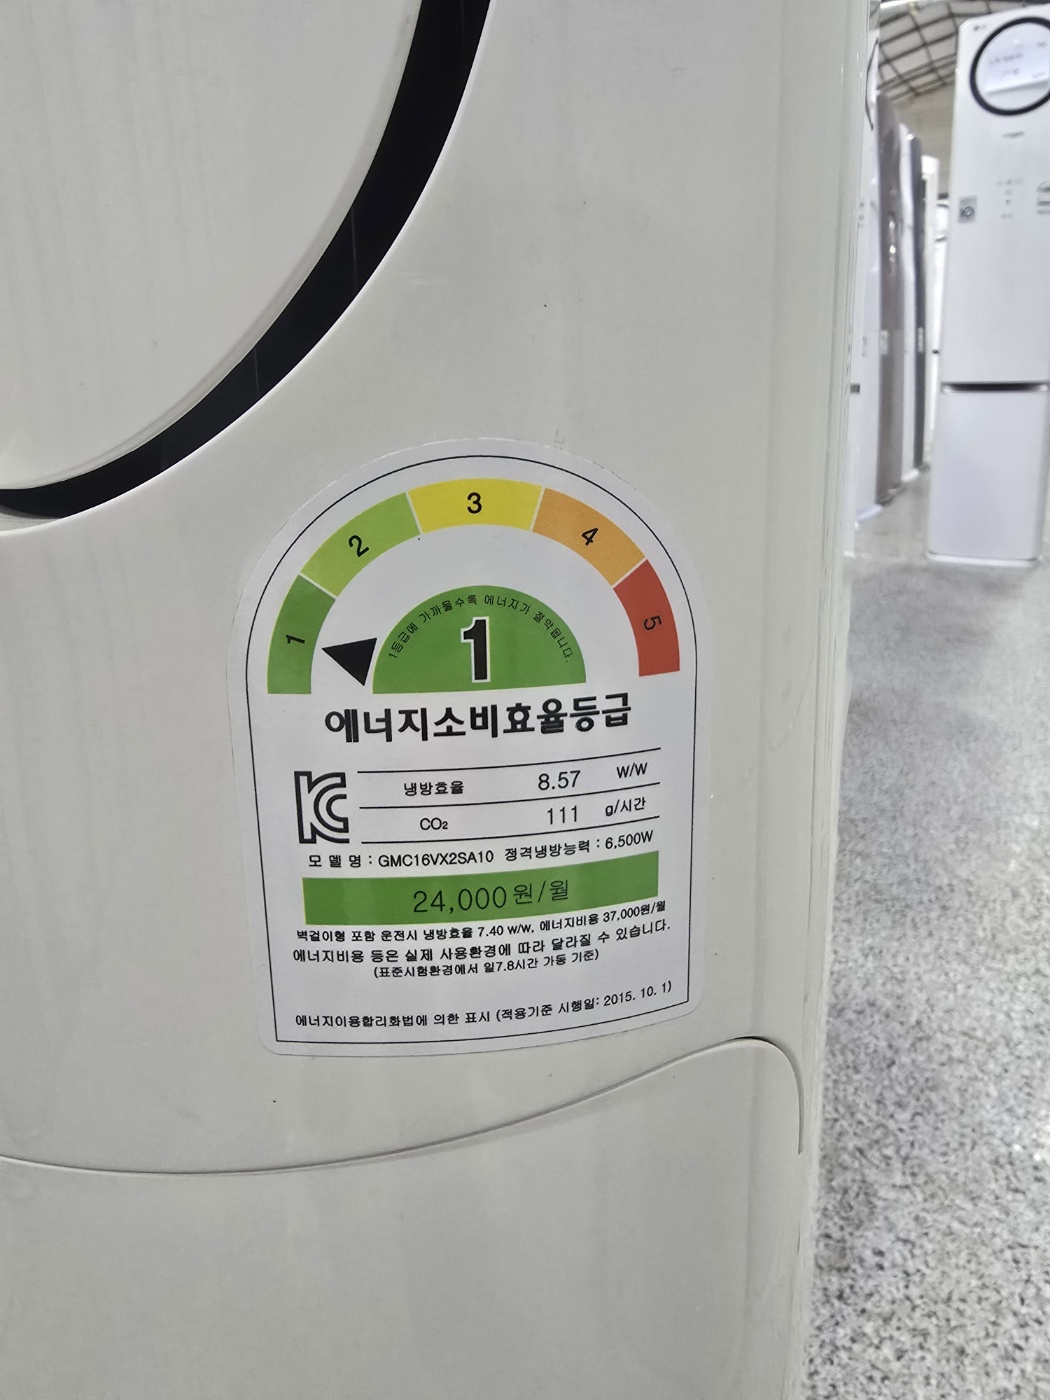 1
2
3
4
5
1등급에 가까울수록 에너지가 절약됩니다.
1
에너지소비효율등급
냉방효율 8.57 W/W
CO₂ 111 g/시간
모 델 명 : GMC16VX2SA10 정격냉방능력 : 6,500W
24,000원/월
벽걸이형 포함 운전시 냉방효율 7.40 W/W, 에너지비용 37,000원/월
에너지비용 등은 실제 사용환경에 따라 달라질 수 있습니다.
(표준시험환경에서 일7.8시간 가동 기준)
에너지이용합리화법에 의한 표시 (적용기준 시행일: 2015. 10. 1)